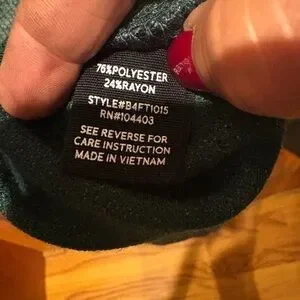 76%POLYESTER
24%RAYON
STYLE#B4FT1015
RN#104403
SEE REVERSE FOR
CARE INSTRUCTION
MADE IN VIETNAM